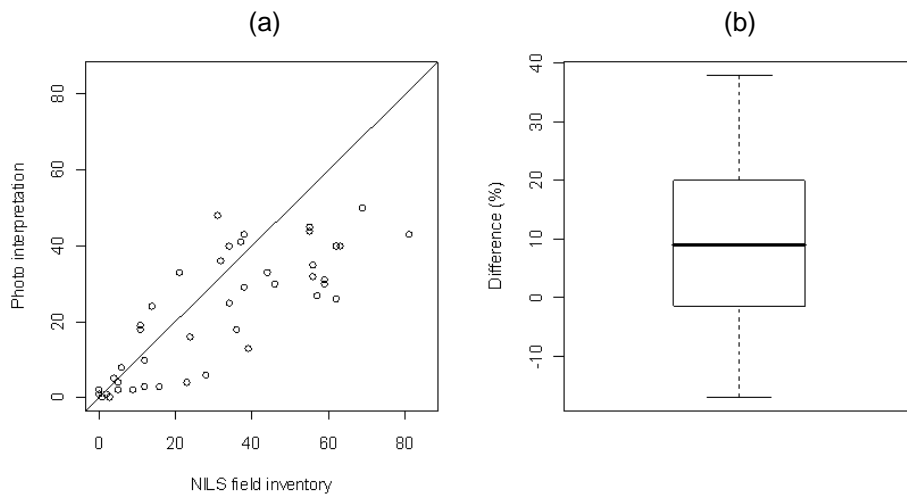 (a)
(b)
Photo interpretation
80
60
40
20
0
0 20 40 60 80
NILS field inventory
Difference (%)
40
30
20
10
0
-10